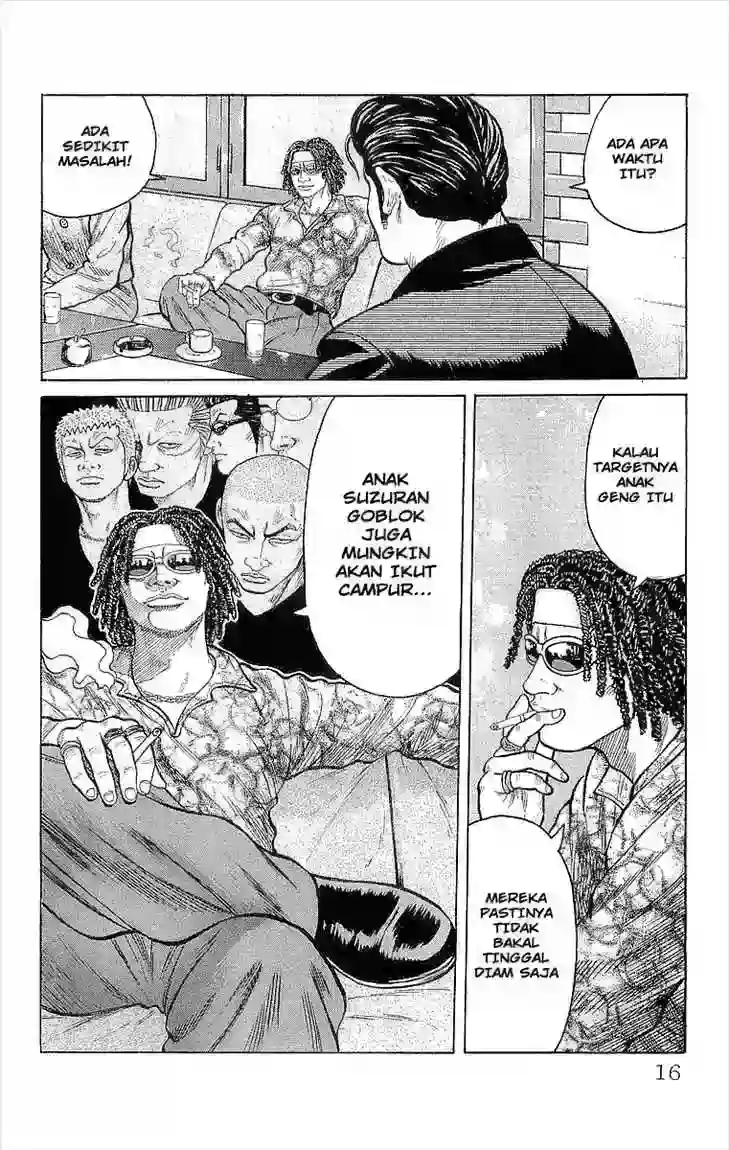 ADA APA
WAKTU
ITU?
ADA
SEDIKIT
MASALAH!
KALAU
TARGETNYA
ANAK
GENG ITU
MEREKA
PASTINYA
TIDAK
BAKAL
TINGGAL
DIAM SAJA
ANAK
SUZURAN
GOBLOK
JUGA
MUNGKIN
AKAN IKUT
CAMPUR...
16